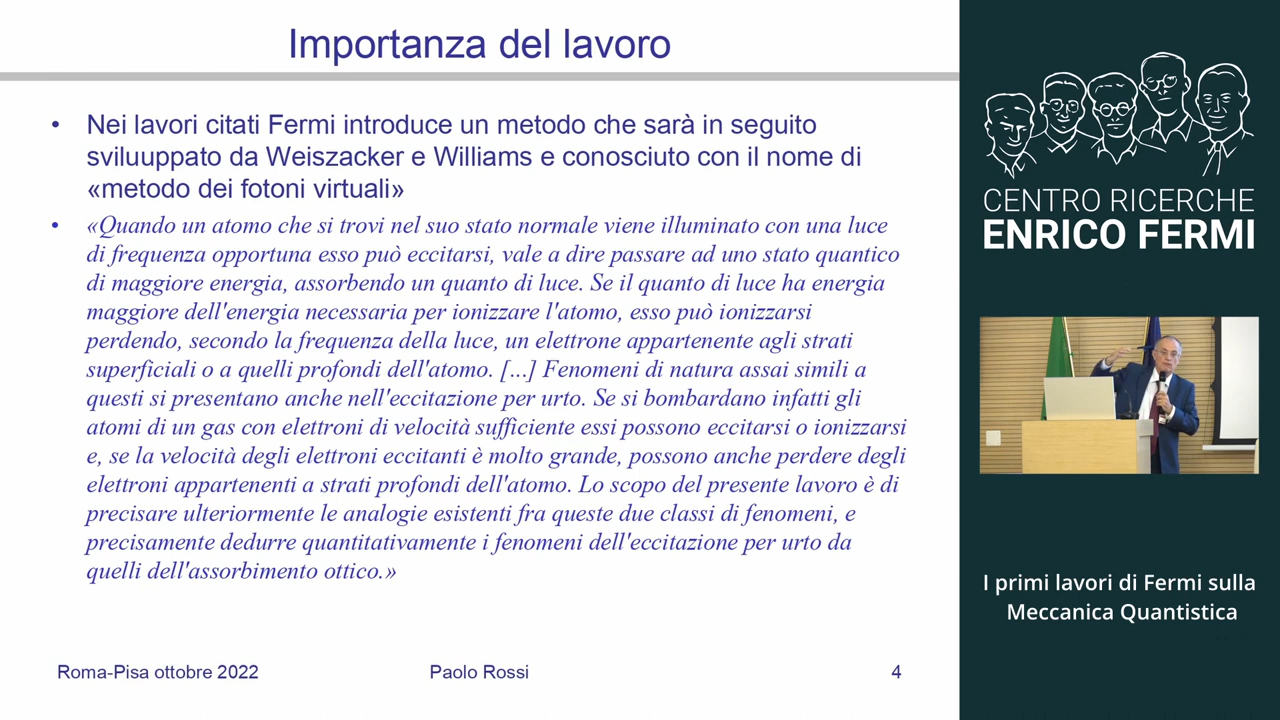 Importanza del lavoro
• Nei lavori citati Fermi introduce un metodo che sarà in seguito
sviluuppato da Weiszacker e Williams e conosciuto con il nome di
«metodo dei fotoni virtuali»
• «Quando un atomo che si trovi nel suo stato normale viene illuminato con una luce
di frequenza opportuna esso può eccitarsi, vale a dire passare ad uno stato quantico
di maggiore energia, assorbendo un quanto di luce. Se il quanto di luce ha energia
maggiore dell'energia necessaria per ionizzare l'atomo, esso può ionizzarsi
perdendo, secondo la frequenza della luce, un elettrone appartenente agli strati
superficiali o a quelli profondi dell'atomo. [...] Fenomeni di natura assai simili a
questi si presentano anche nell'eccitazione per urto. Se si bombardano infatti gli
atomi di un gas con elettroni di velocità sufficiente essi possono eccitarsi o ionizzarsi
e, se la velocità degli elettroni eccitanti è molto grande, possono anche perdere degli
elettroni appartenenti a strati profondi dell'atomo. Lo scopo del presente lavoro è di
precisare ulteriormente le analogie esistenti fra queste due classi di fenomeni, e
precisamente dedurre quantitativamente i fenomeni dell'eccitazione per urto da
quelli dell'assorbimento ottico.»
Roma-Pisa ottobre 2022
Paolo Rossi
4
CENTRO RICERCHE
ENRICO FERMI
I primi lavori di Fermi sulla
Meccanica Quantistica